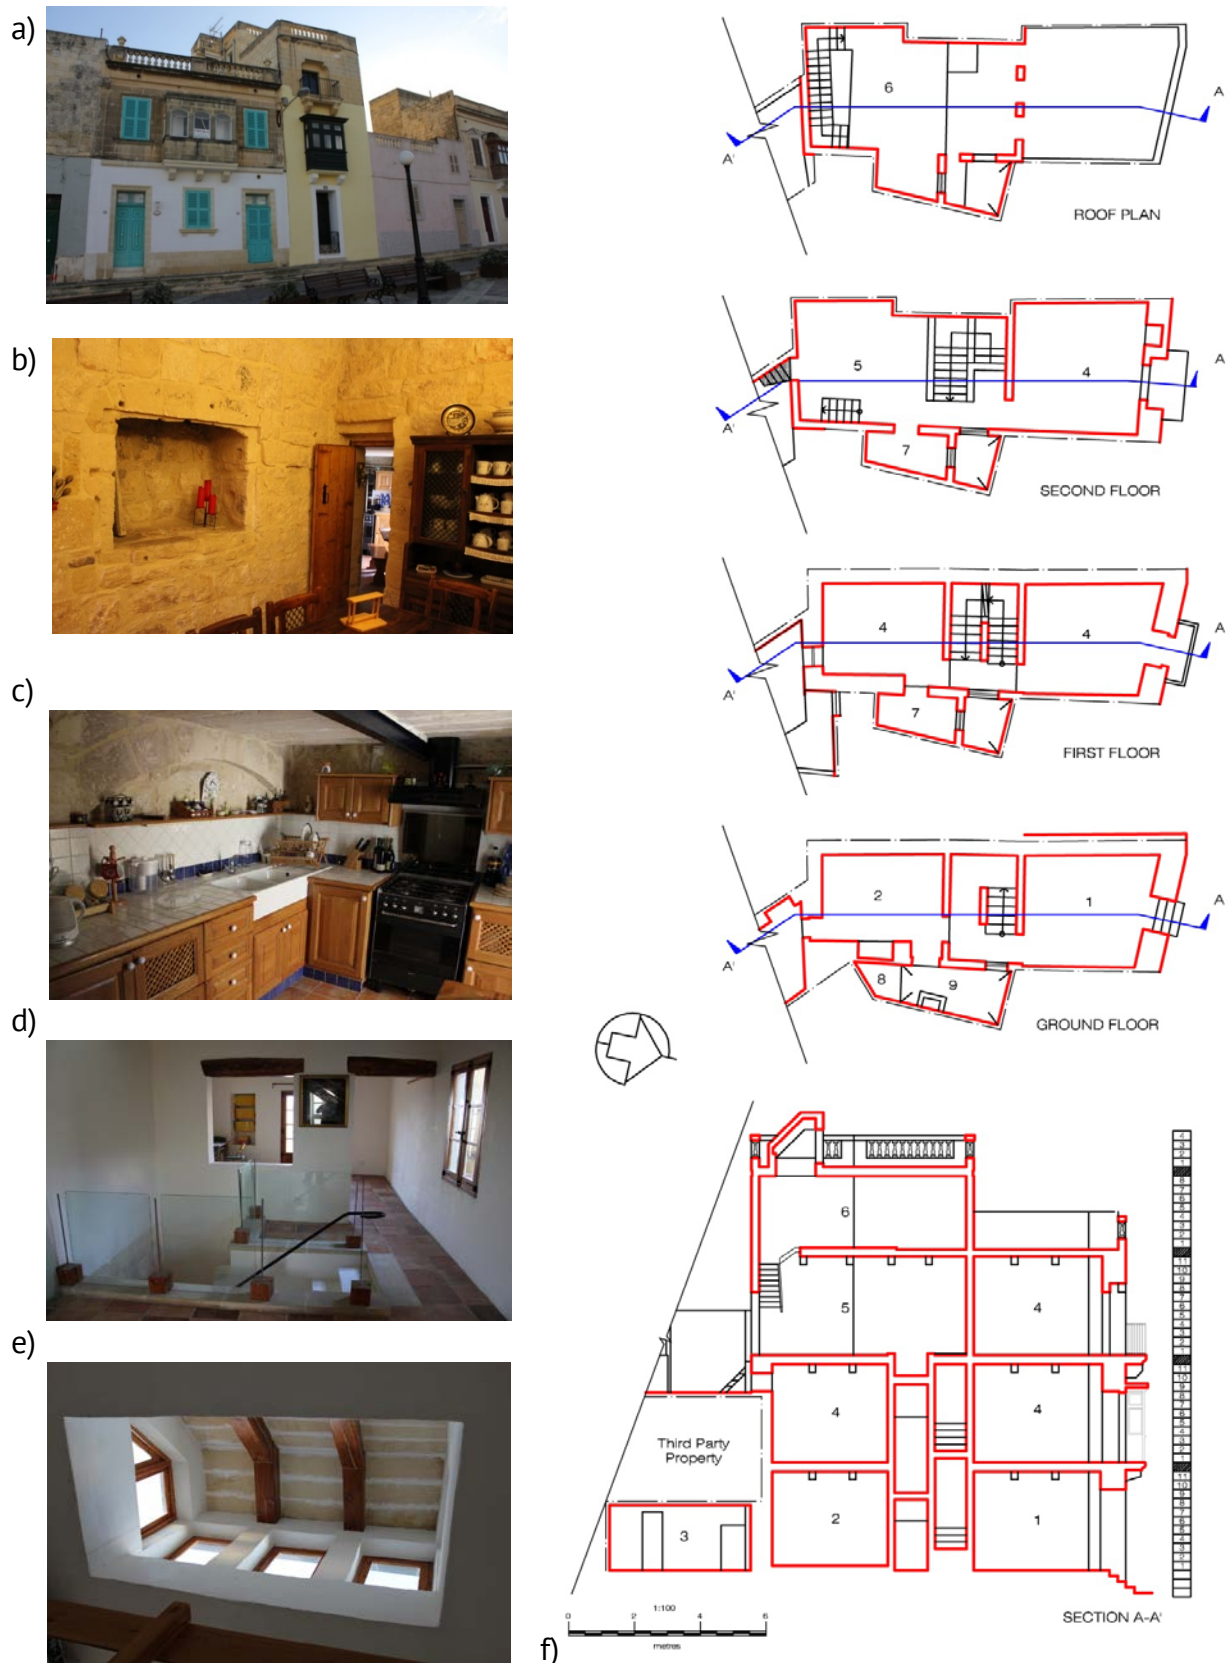 a)
b)
c)
d)
e)
f)
6
A
A'
ROOF PLAN
5
4
7
A
A'
SECOND FLOOR
4
4
7
A
A'
FIRST FLOOR
2
1
8
9
A
A'
GROUND FLOOR
6
5
4
4
4
Third Party
Property
3
2
1
1:100
0 2 4 6
metres
SECTION A-A'